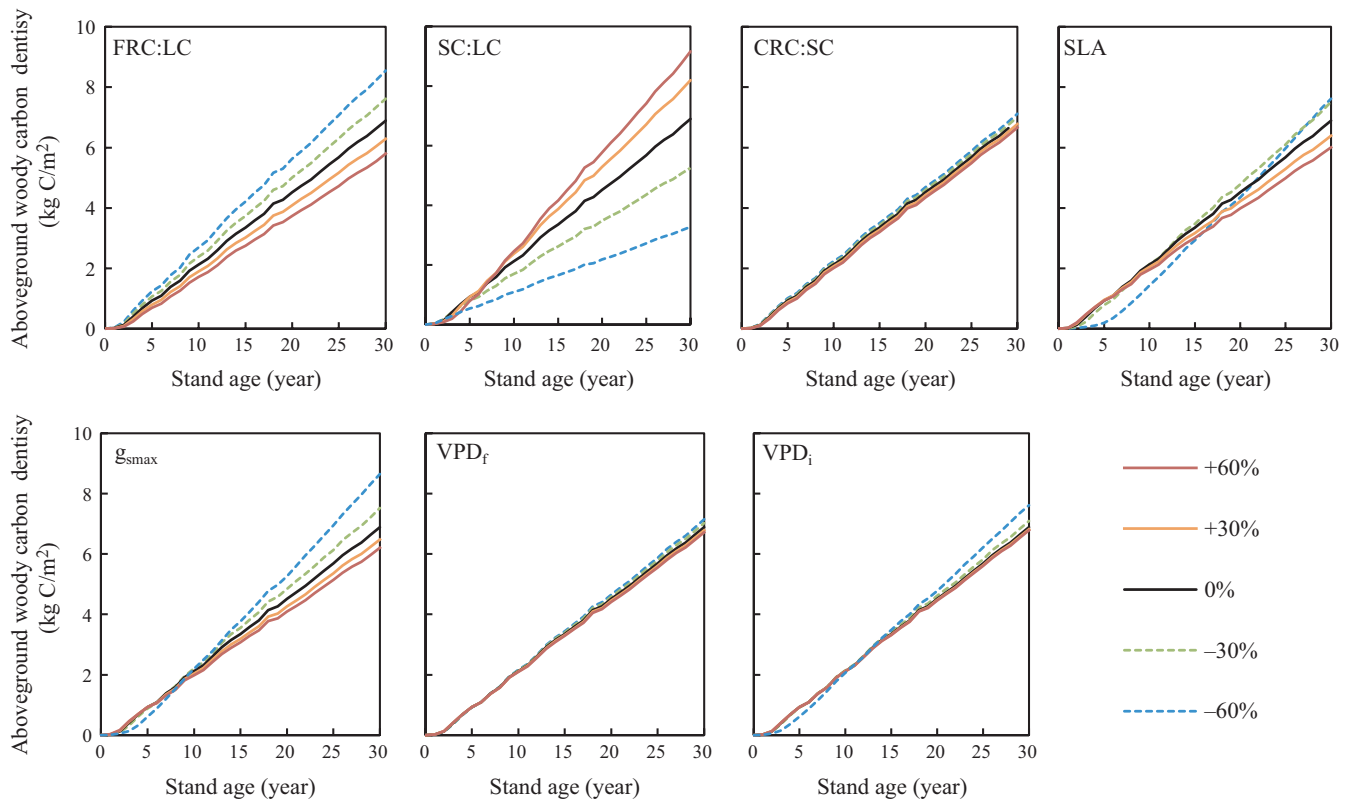 Aboveground woody carbon dentisy
(kg C/m²)
10
8
6
4
2
0
FRC:LC
0 5 10 15 20 25 30
Stand age (year)
SC:LC
0 5 10 15 20 25 30
Stand age (year)
CRC:SC
0 5 10 15 20 25 30
Stand age (year)
SLA
0 5 10 15 20 25 30
Stand age (year)
Aboveground woody carbon dentisy
(kg C/m²)
10
8
6
4
2
0
gsmax
0 5 10 15 20 25 30
Stand age (year)
VPDf
0 5 10 15 20 25 30
Stand age (year)
VPDi
0 5 10 15 20 25 30
Stand age (year)
+60%
+30%
0%
–30%
–60%